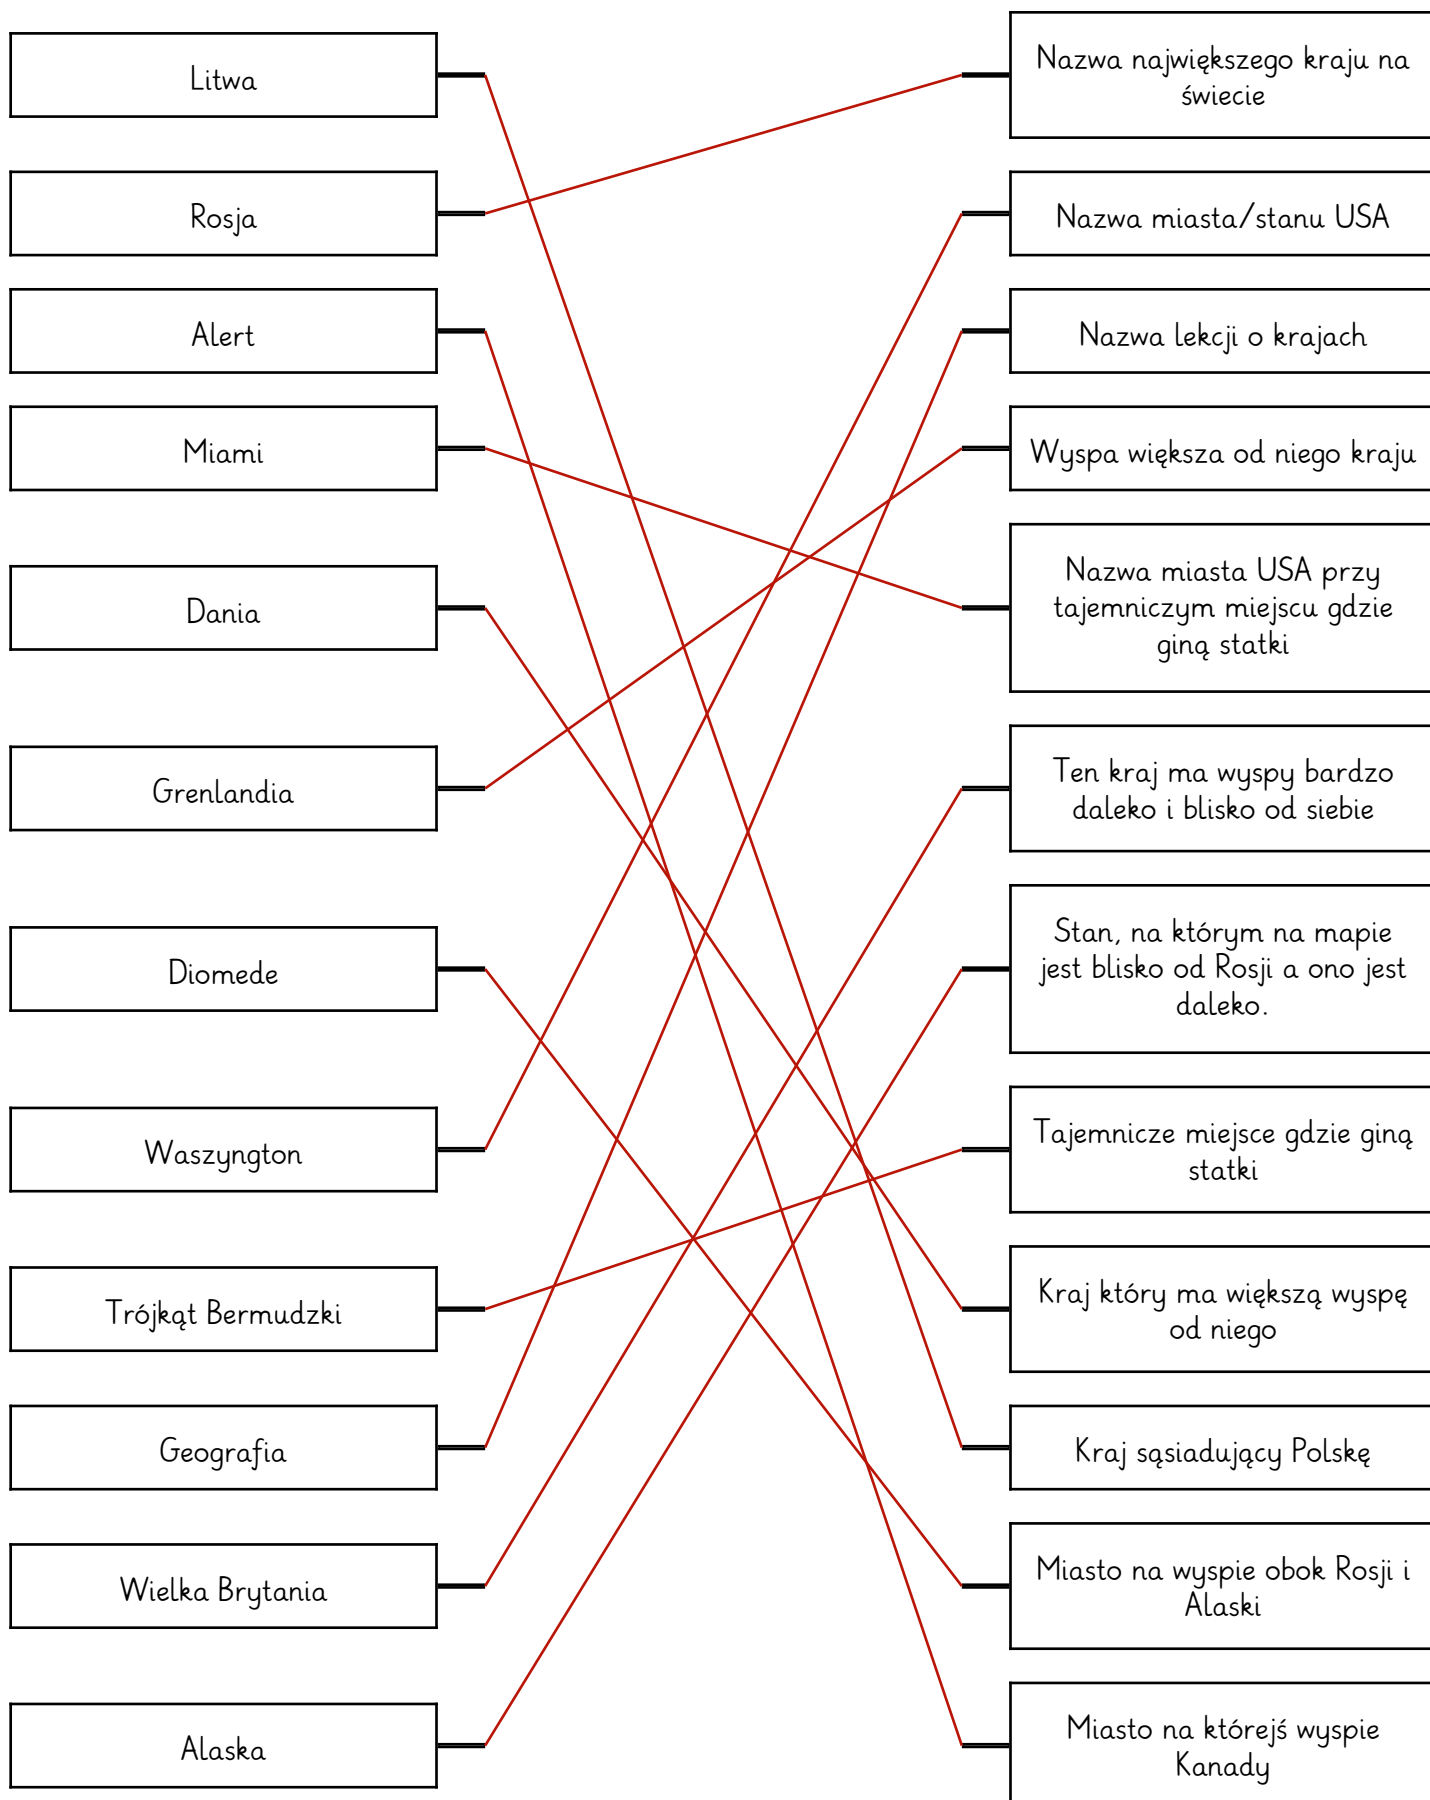 Litwa
Rosja
Alert
Miami
Dania
Grenlandia
Diomede
Waszyngton
Trójkąt Bermudzki
Geografia
Wielka Brytania
Alaska
Nazwa największego kraju na
świecie
Nazwa miasta/stanu USA
Nazwa lekcji o krajach
Wyspa większa od niego kraju
Nazwa miasta USA przy
tajemniczym miejscu gdzie
giną statki
Ten kraj ma wyspy bardzo
daleko i blisko od siebie
Stan, na którym na mapie
jest blisko od Rosji a ono jest
daleko.
Tajemnicze miejsce gdzie giną
statki
Kraj który ma większą wyspę
od niego
Kraj sąsiadujący Polskę
Miasto na wyspie obok Rosji i
Alaski
Miasto na którejś wyspie
Kanady